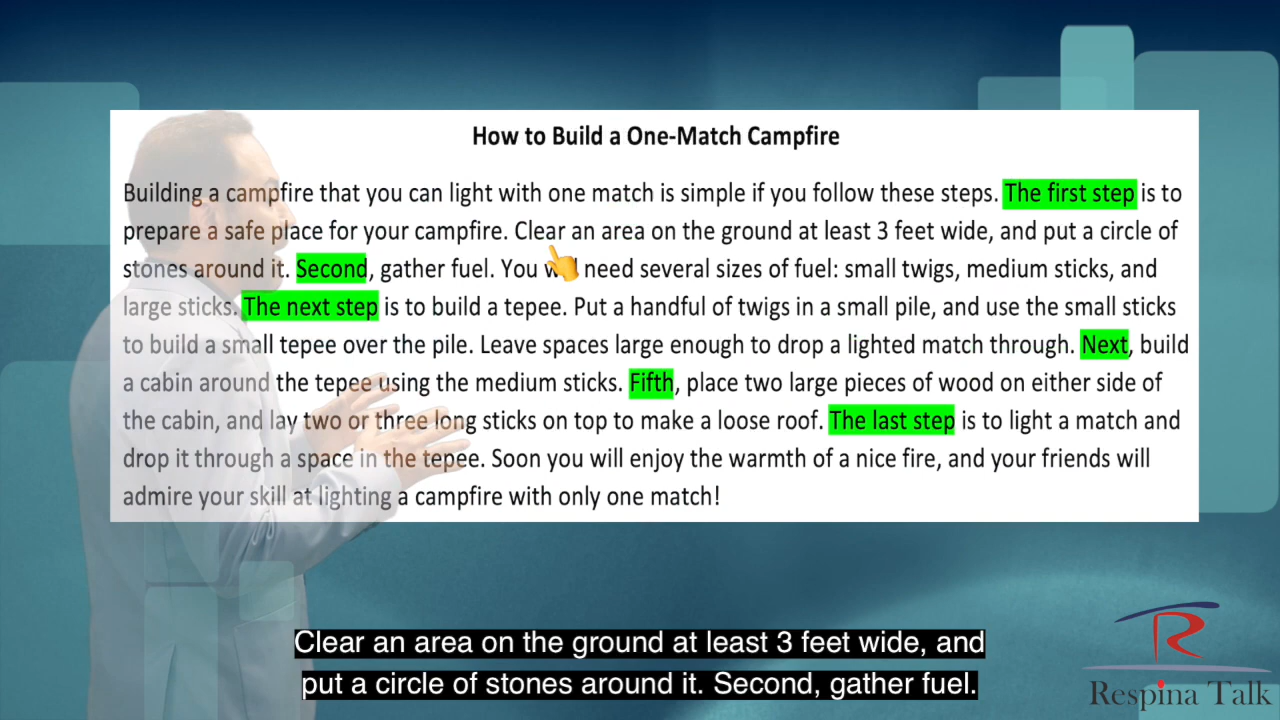 How to Build a One-Match Campfire
Building a campfire that you can light with one match is simple if you follow these steps. The first step is to
prepare a safe place for your campfire. Clear an area on the ground at least 3 feet wide, and put a circle of
stones around it. Second, gather fuel. You will need several sizes of fuel: small twigs, medium sticks, and
large sticks. The next step is to build a tepee. Put a handful of twigs in a small pile, and use the small sticks
to build a small tepee over the pile. Leave spaces large enough to drop a lighted match through. Next, build
a cabin around the tepee using the medium sticks. Fifth, place two large pieces of wood on either side of
the cabin, and lay two or three long sticks on top to make a loose roof. The last step is to light a match and
drop it through a space in the tepee. Soon you will enjoy the warmth of a nice fire, and your friends will
admire your skill at lighting a campfire with only one match!
Clear an area on the ground at least 3 feet wide, and
put a circle of stones around it. Second, gather fuel.
R
Respina Talk